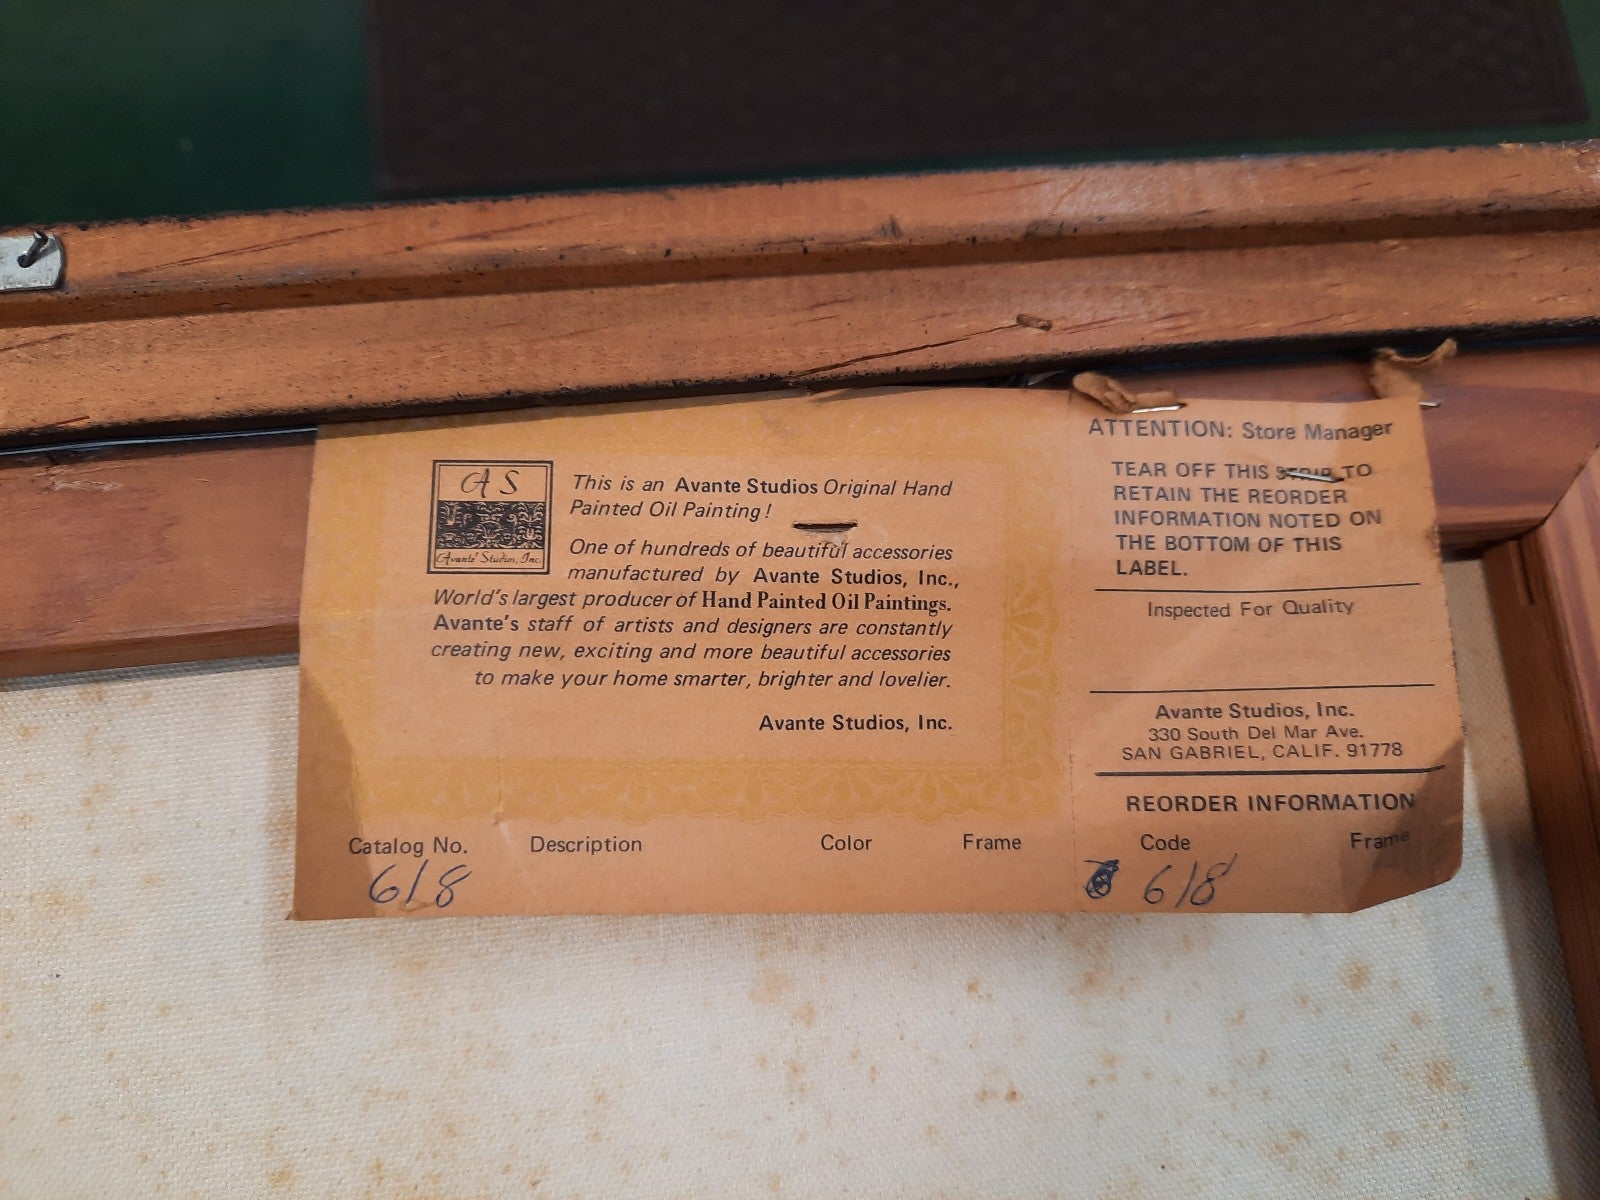 A S
Avanté Studios, Inc.
This is an Avante Studios Original Hand
Painted Oil Painting!
One of hundreds of beautiful accessories
manufactured by Avante Studios, Inc.,
World's largest producer of Hand Painted Oil Paintings.
Avante's staff of artists and designers are constantly
creating new, exciting and more beautiful accessories
to make your home smarter, brighter and lovelier.
Avante Studios, Inc.
Catalog No. Description Color Frame
618
ATTENTION: Store Manager
TEAR OFF THIS STRIP TO
RETAIN THE REORDER
INFORMATION NOTED ON
THE BOTTOM OF THIS
LABEL.
Inspected For Quality
Avante Studios, Inc.
330 South Del Mar Ave.
SAN GABRIEL, CALIF. 91778
REORDER INFORMATION
Code Frame
618